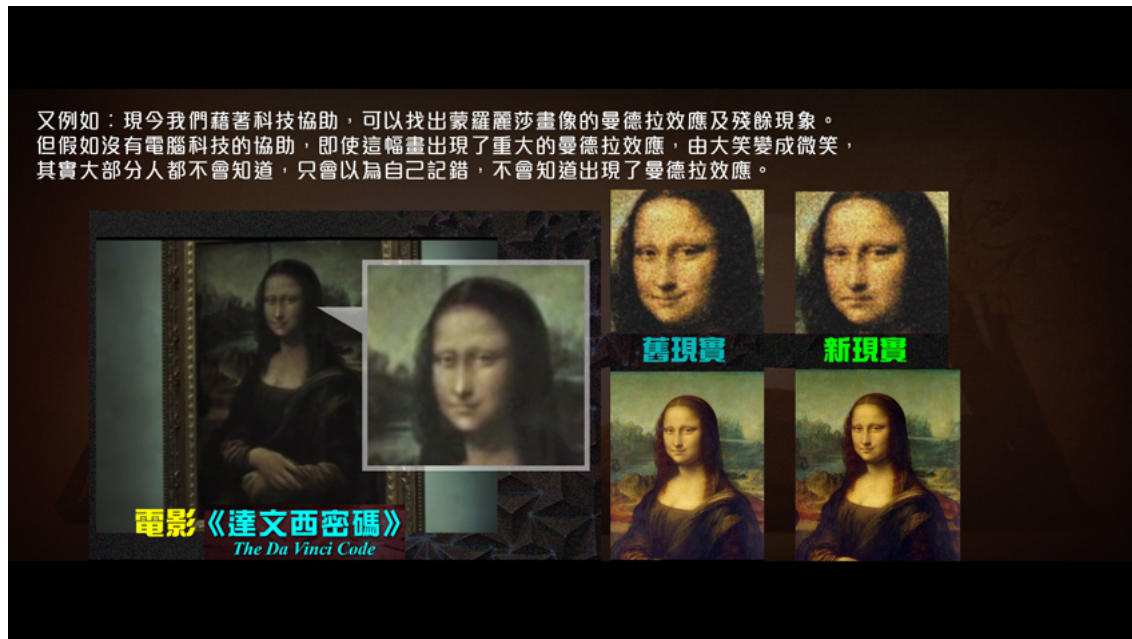 又例如：現今我們藉著科技協助，可以找出蒙羅麗莎畫像的曼德拉效應及殘餘現象。
但假如沒有電腦科技的協助，即使這幅畫出現了重大的曼德拉效應，由大笑變成微笑，
其實大部分人都不會知道，只會以為自己記錯，不會知道出現了曼德拉效應。
舊現實
新現實
電影《達文西密碼》
The Da Vinci Code